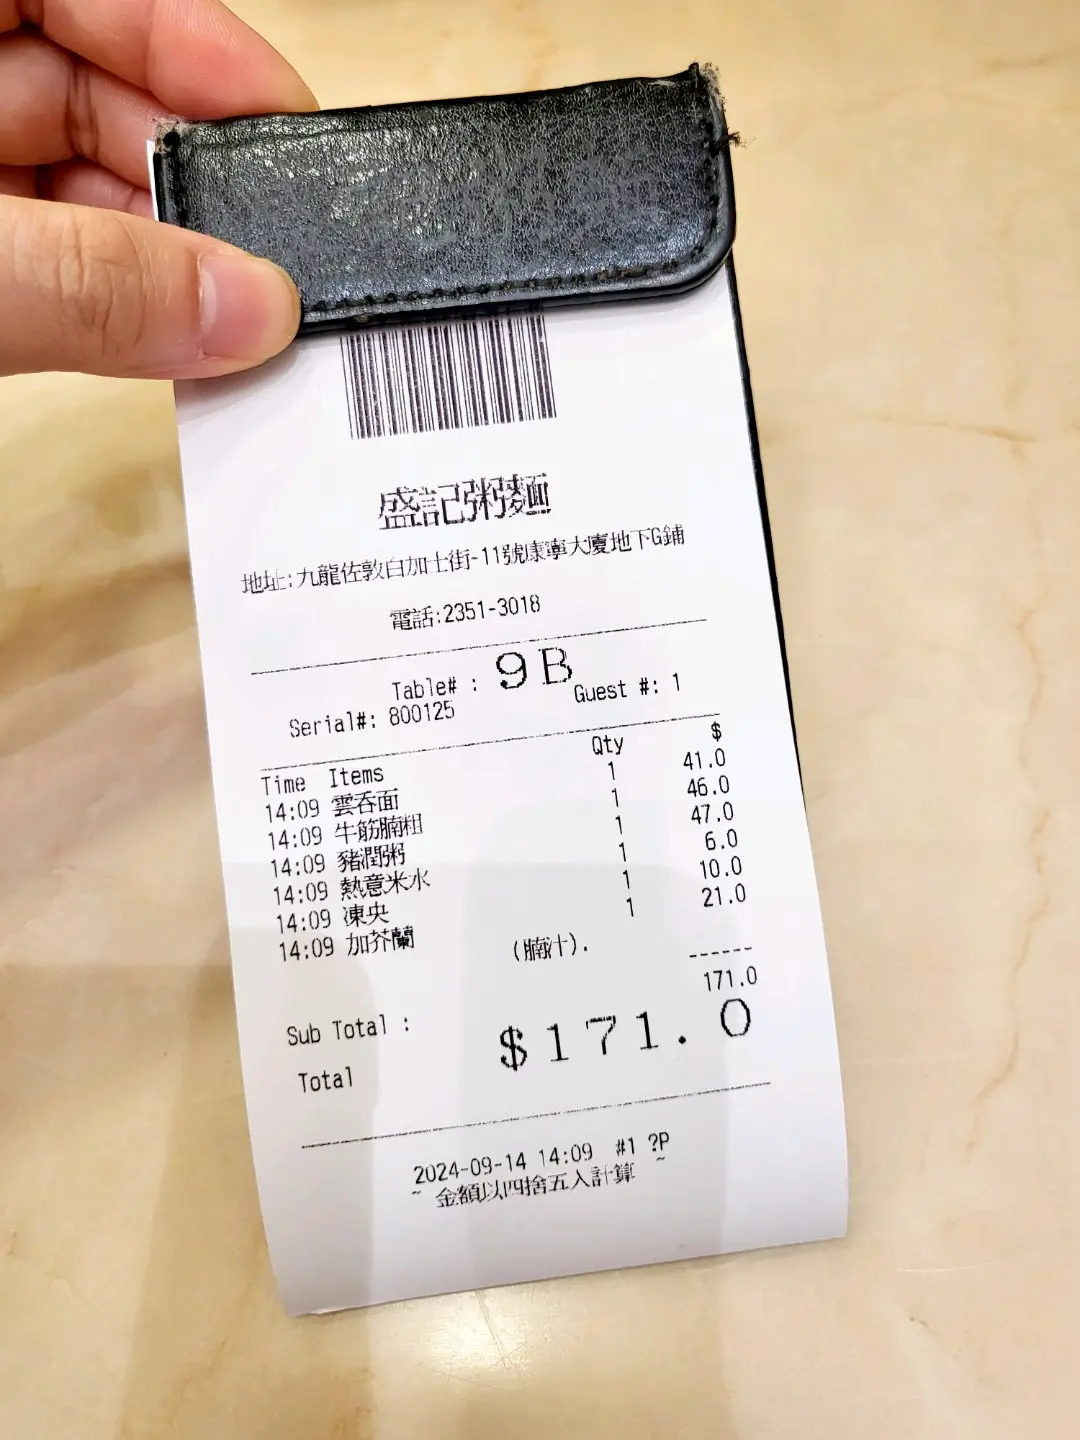 盛記粥麵
地址:九龍佐敦白加士街-11號康寧大廈地下G鋪
電話:2351-3018
Table# : 9B
Serial#: 800125 Guest #: 1
Time Items Qty $
14:09 雲吞面 1 41.0
14:09 牛筋腩粗 1 46.0
14:09 豬潤粥 1 47.0
14:09 熱意米水 1 6.0
14:09 凍央 1 10.0
14:09 加芥蘭 1 21.0
(腩汁).
------
Sub Total : 171.0
Total $171.0
2024-09-14 14:09 #1 ?P
~ 金額以四捨五入計算 ~